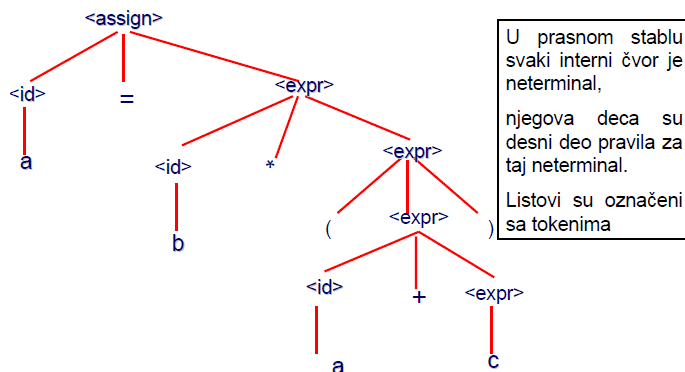 <assign>
<id>
=
<expr>
a
<id>
*
<expr>
b
(
<expr>
)
<id>
+
<expr>
a
c
U prasnom stablu
svaki interni čvor je
neterminal,
njegova deca su
desni deo pravila za
taj neterminal.
Listovi su označeni
sa tokenima